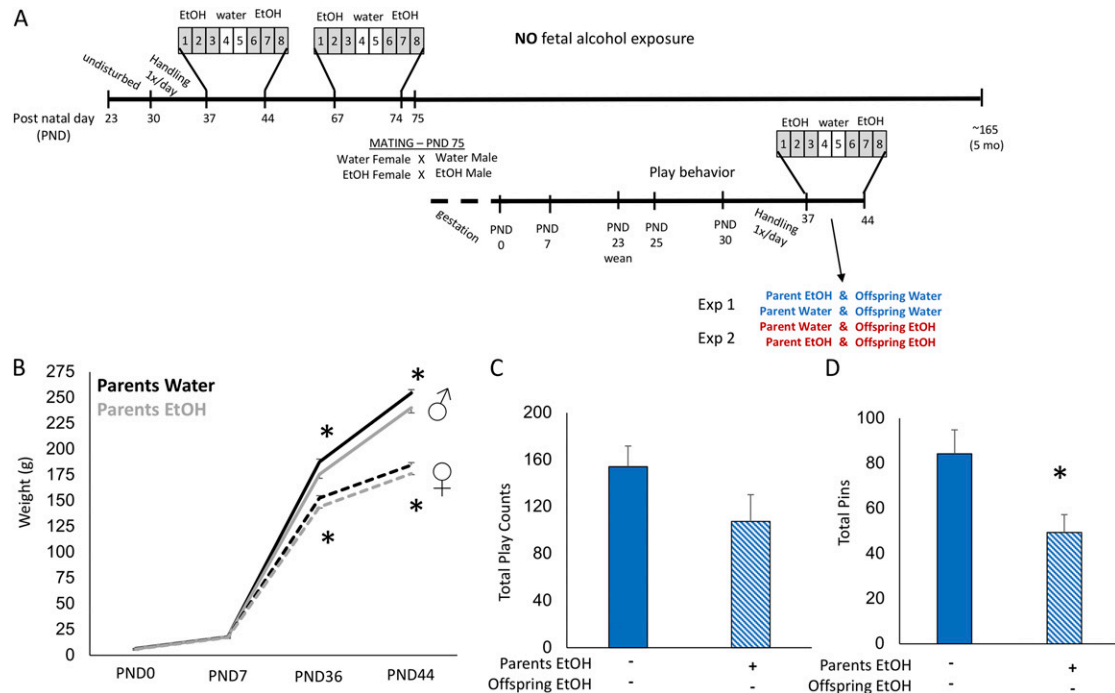 A
EtOH water EtOH
1 2 3 4 5 6 7 8
EtOH water EtOH
1 2 3 4 5 6 7 8
NO fetal alcohol exposure
undisturbed
Handling
1x/day
Post natal day
(PND)
23 30 37 44 67 74 75
~165
(5 mo)
MATING – PND 75
Water Female X Water Male
EtOH Female X EtOH Male
EtOH water EtOH
1 2 3 4 5 6 7 8
Play behavior
gestation
PND
0
PND
7
PND
23
wean
PND
25
PND
30
Handling
1x/day
37
44
Exp 1
Parent EtOH & Offspring Water
Parent Water & Offspring Water
Exp 2
Parent Water & Offspring EtOH
Parent EtOH & Offspring EtOH
B
Parents Water
Parents EtOH
Weight (g)
275
250
225
200
175
150
125
100
75
50
25
0
* *
♂
♀
* *
PND0 PND7 PND36 PND44
C
Total Play Counts
200
160
120
80
40
0
Parents EtOH - +
Offspring EtOH - -
D
Total Pins
100
80
60
40
20
0
*
Parents EtOH - +
Offspring EtOH - -